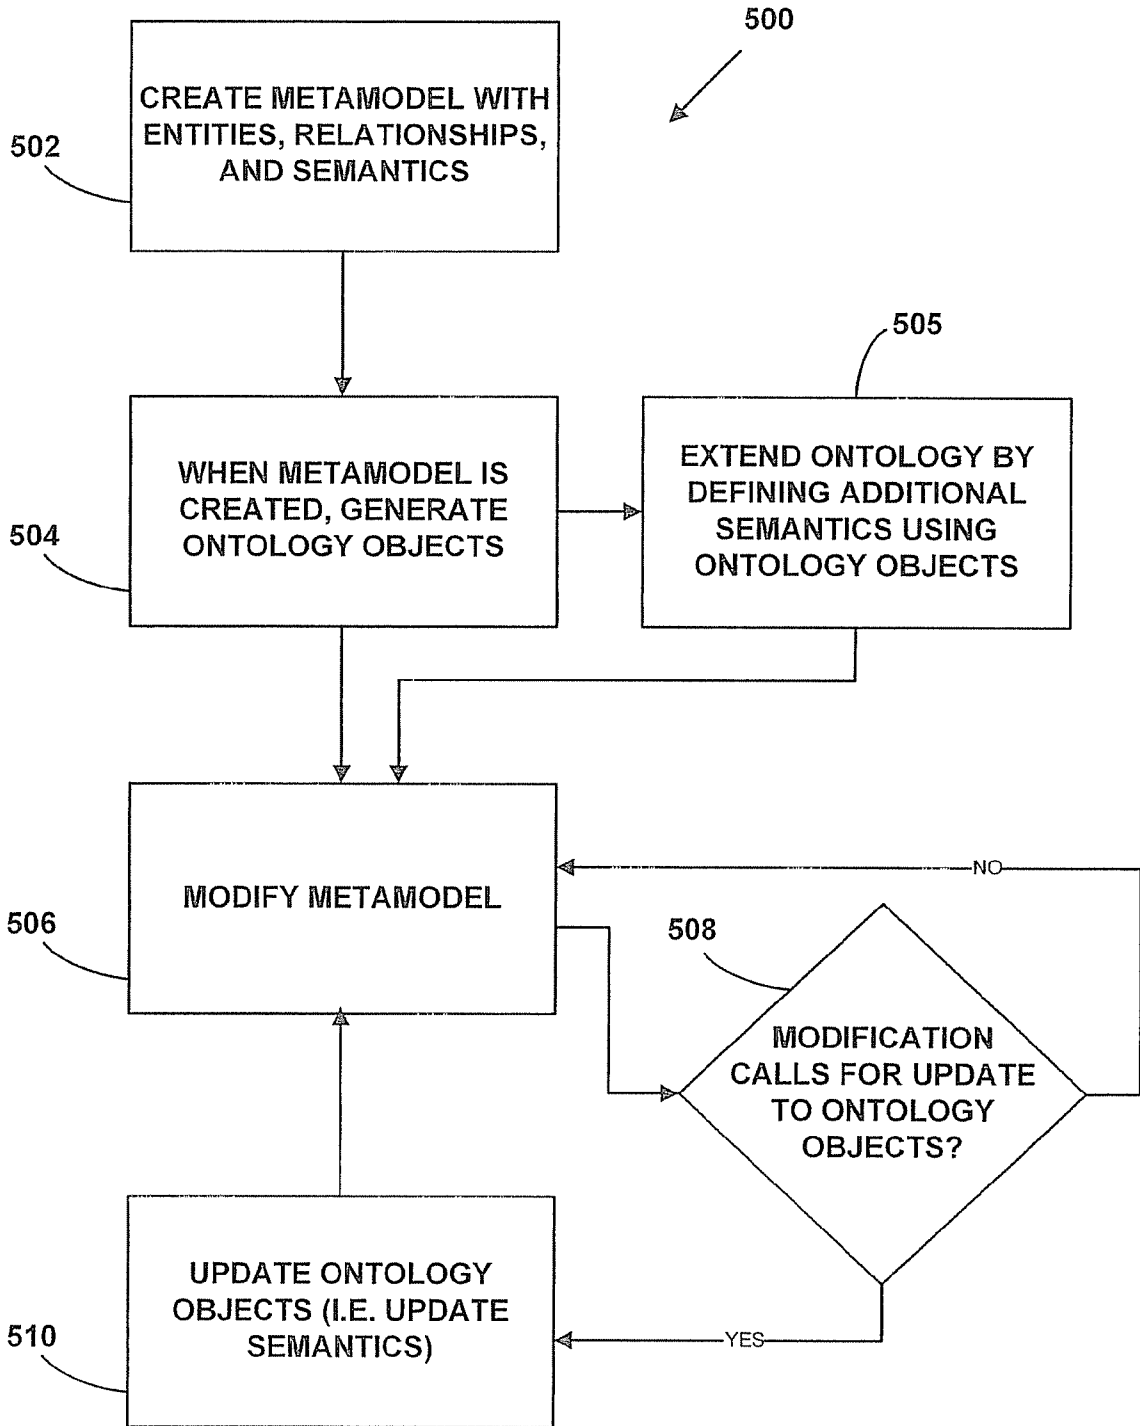 500
CREATE METAMODEL WITH
ENTITIES, RELATIONSHIPS,
AND SEMANTICS
502
505
WHEN METAMODEL IS
CREATED, GENERATE
ONTOLOGY OBJECTS
504
EXTEND ONTOLOGY BY
DEFINING ADDITIONAL
SEMANTICS USING
ONTOLOGY OBJECTS
MODIFY METAMODEL
506
NO
508
MODIFICATION
CALLS FOR UPDATE
TO ONTOLOGY
OBJECTS?
UPDATE ONTOLOGY
OBJECTS (I.E. UPDATE
SEMANTICS)
510
YES